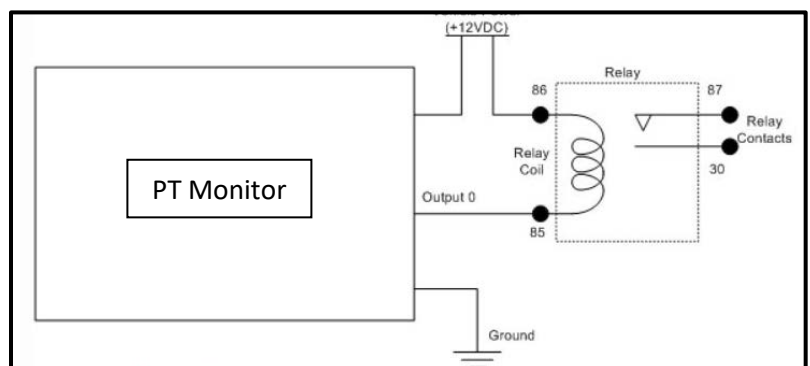 (+12VDC)
Relay
86
87
Relay
Contacts
Relay
Coil
PT Monitor
30
Output 0
85
Ground